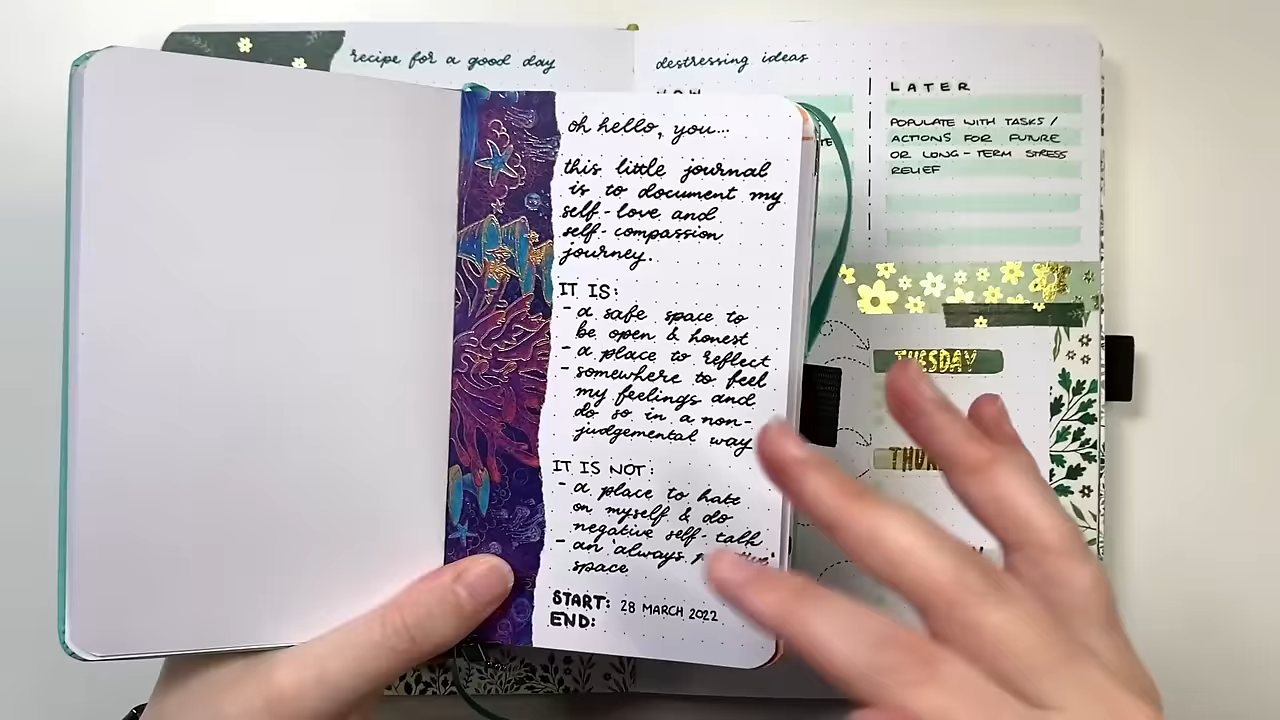 recipe for a good day
destressing ideas
LATER
POPULATE WITH TASKS /
ACTIONS FOR FUTURE
OR LONG-TERM STRESS
RELIEF
oh hello, you...
this little journal
is to document my
self-love and
self-compassion
journey.
IT IS:
- a safe space to
be open & honest
- a place to reflect
- somewhere to feel
my feelings and
do so in a non-
judgemental way
IT IS NOT:
- a place to hate
on myself & do
negative self-talk
- an 'always
space
START: 28 MARCH 2022
END:
TUESDAY